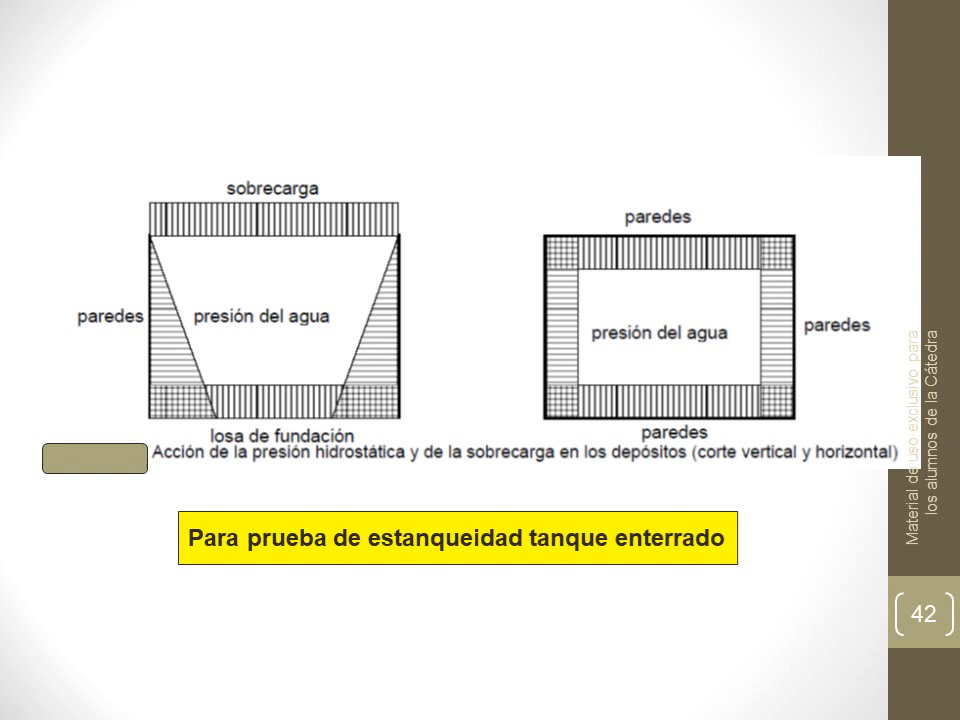 sobrecarga
paredes
presión del agua
losa de fundación
paredes
presión del agua
paredes
paredes
Acción de la presión hidrostática y de la sobrecarga en los depósitos (corte vertical y horizontal)
Para prueba de estanqueidad tanque enterrado
Material de uso exclusivo para
los alumnos de la Cátedra
42